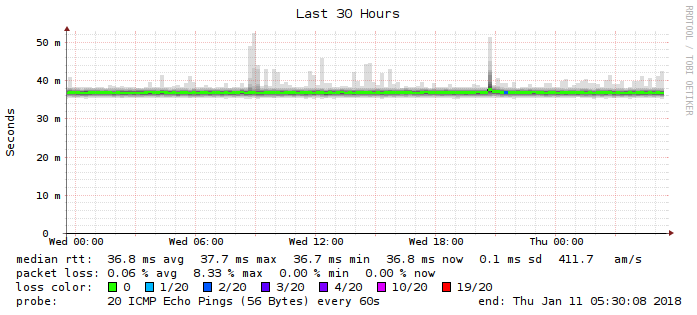 Last 30 Hours
RRDTOOL / TOBI OETIKER
Seconds
50 m
40 m
30 m
20 m
10 m
0
Wed 00:00 Wed 06:00 Wed 12:00 Wed 18:00 Thu 00:00
median rtt: 36.8 ms avg 37.7 ms max 36.7 ms min 36.8 ms now 0.1 ms sd 411.7 am/s
packet loss: 0.06 % avg 8.33 % max 0.00 % min 0.00 % now
loss color: 0 1/20 2/20 3/20 4/20 10/20 19/20
probe: 20 ICMP Echo Pings (56 Bytes) every 60s end: Thu Jan 11 05:30:08 2018